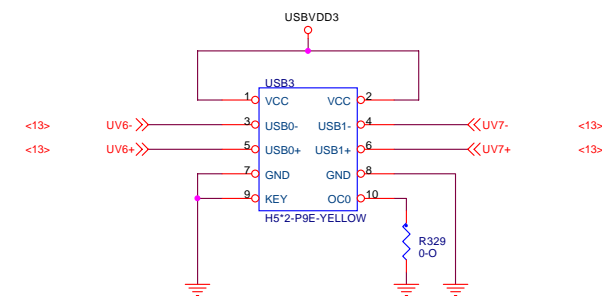 USBVDD3
USB3
1 VCC VCC 2
<13> UV6- 3 USB0- USB1- 4 UV7- <13>
<13> UV6+ 5 USB0+ USB1+ 6 UV7+ <13>
7 GND GND 8
9 KEY OC0 10
H5*2-P9E-YELLOW
R329
0-O